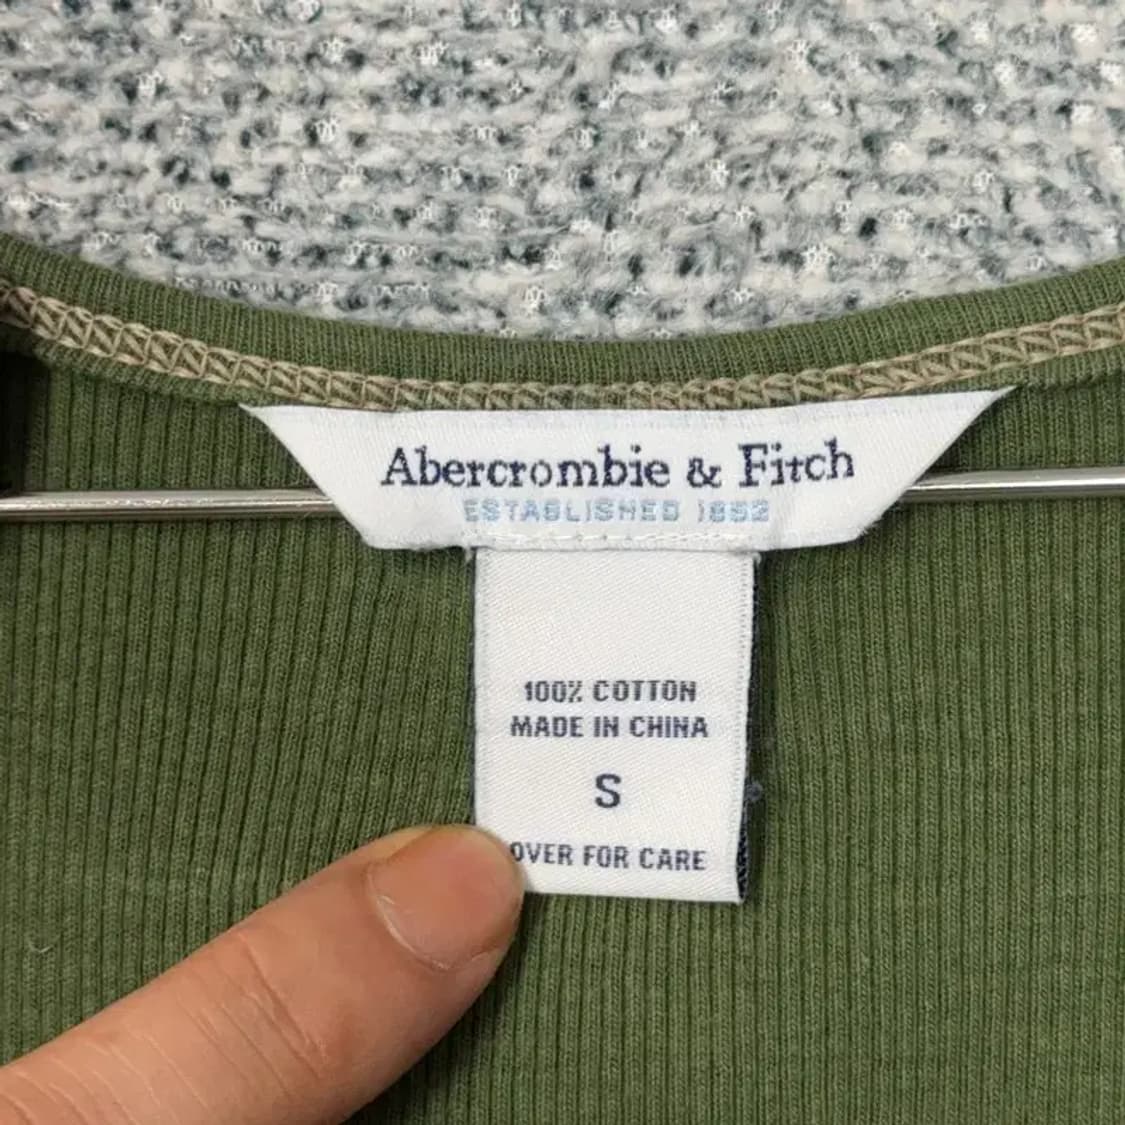 Abercrombie & Fitch
ESTABLISHED 1892
100% COTTON
MADE IN CHINA
S
OVER FOR CARE